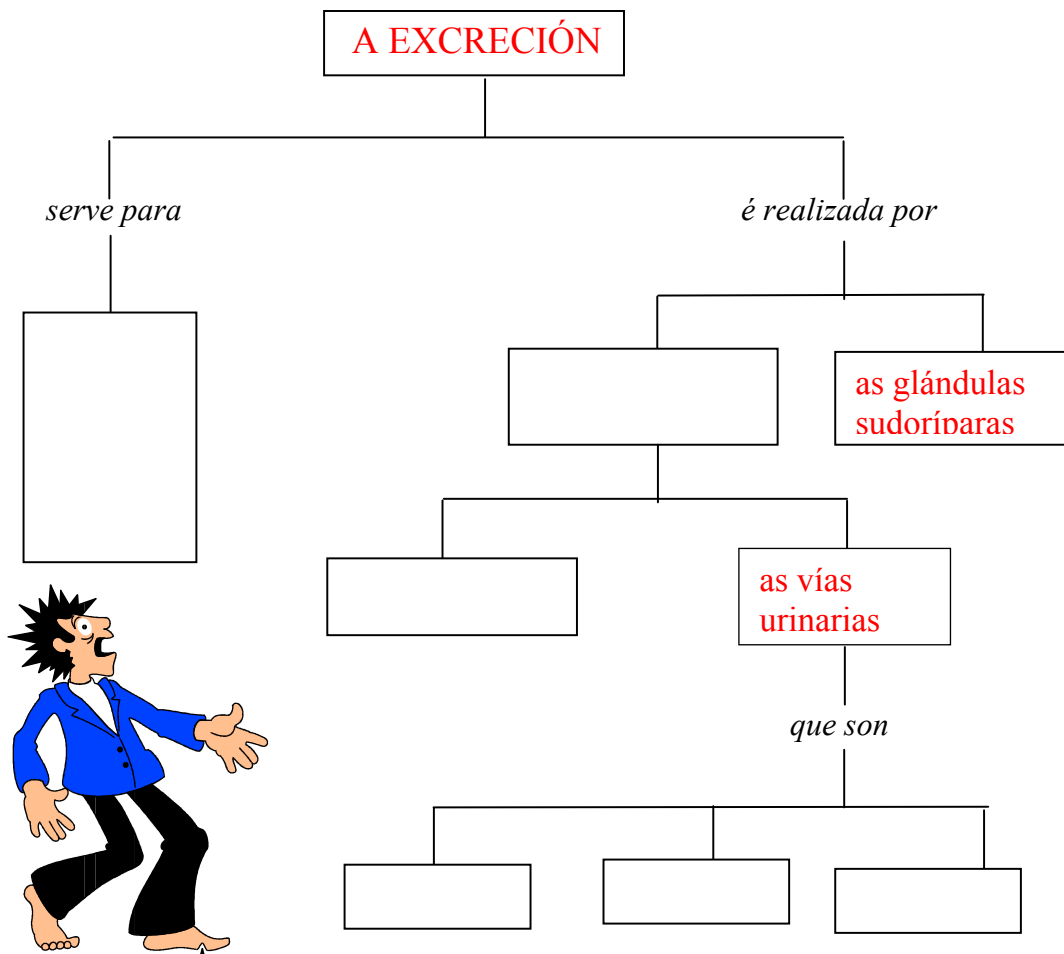 A EXCRECIÓN
serve para
é realizada por
as glándulas
sudoríparas
as vías
urinarias
que son